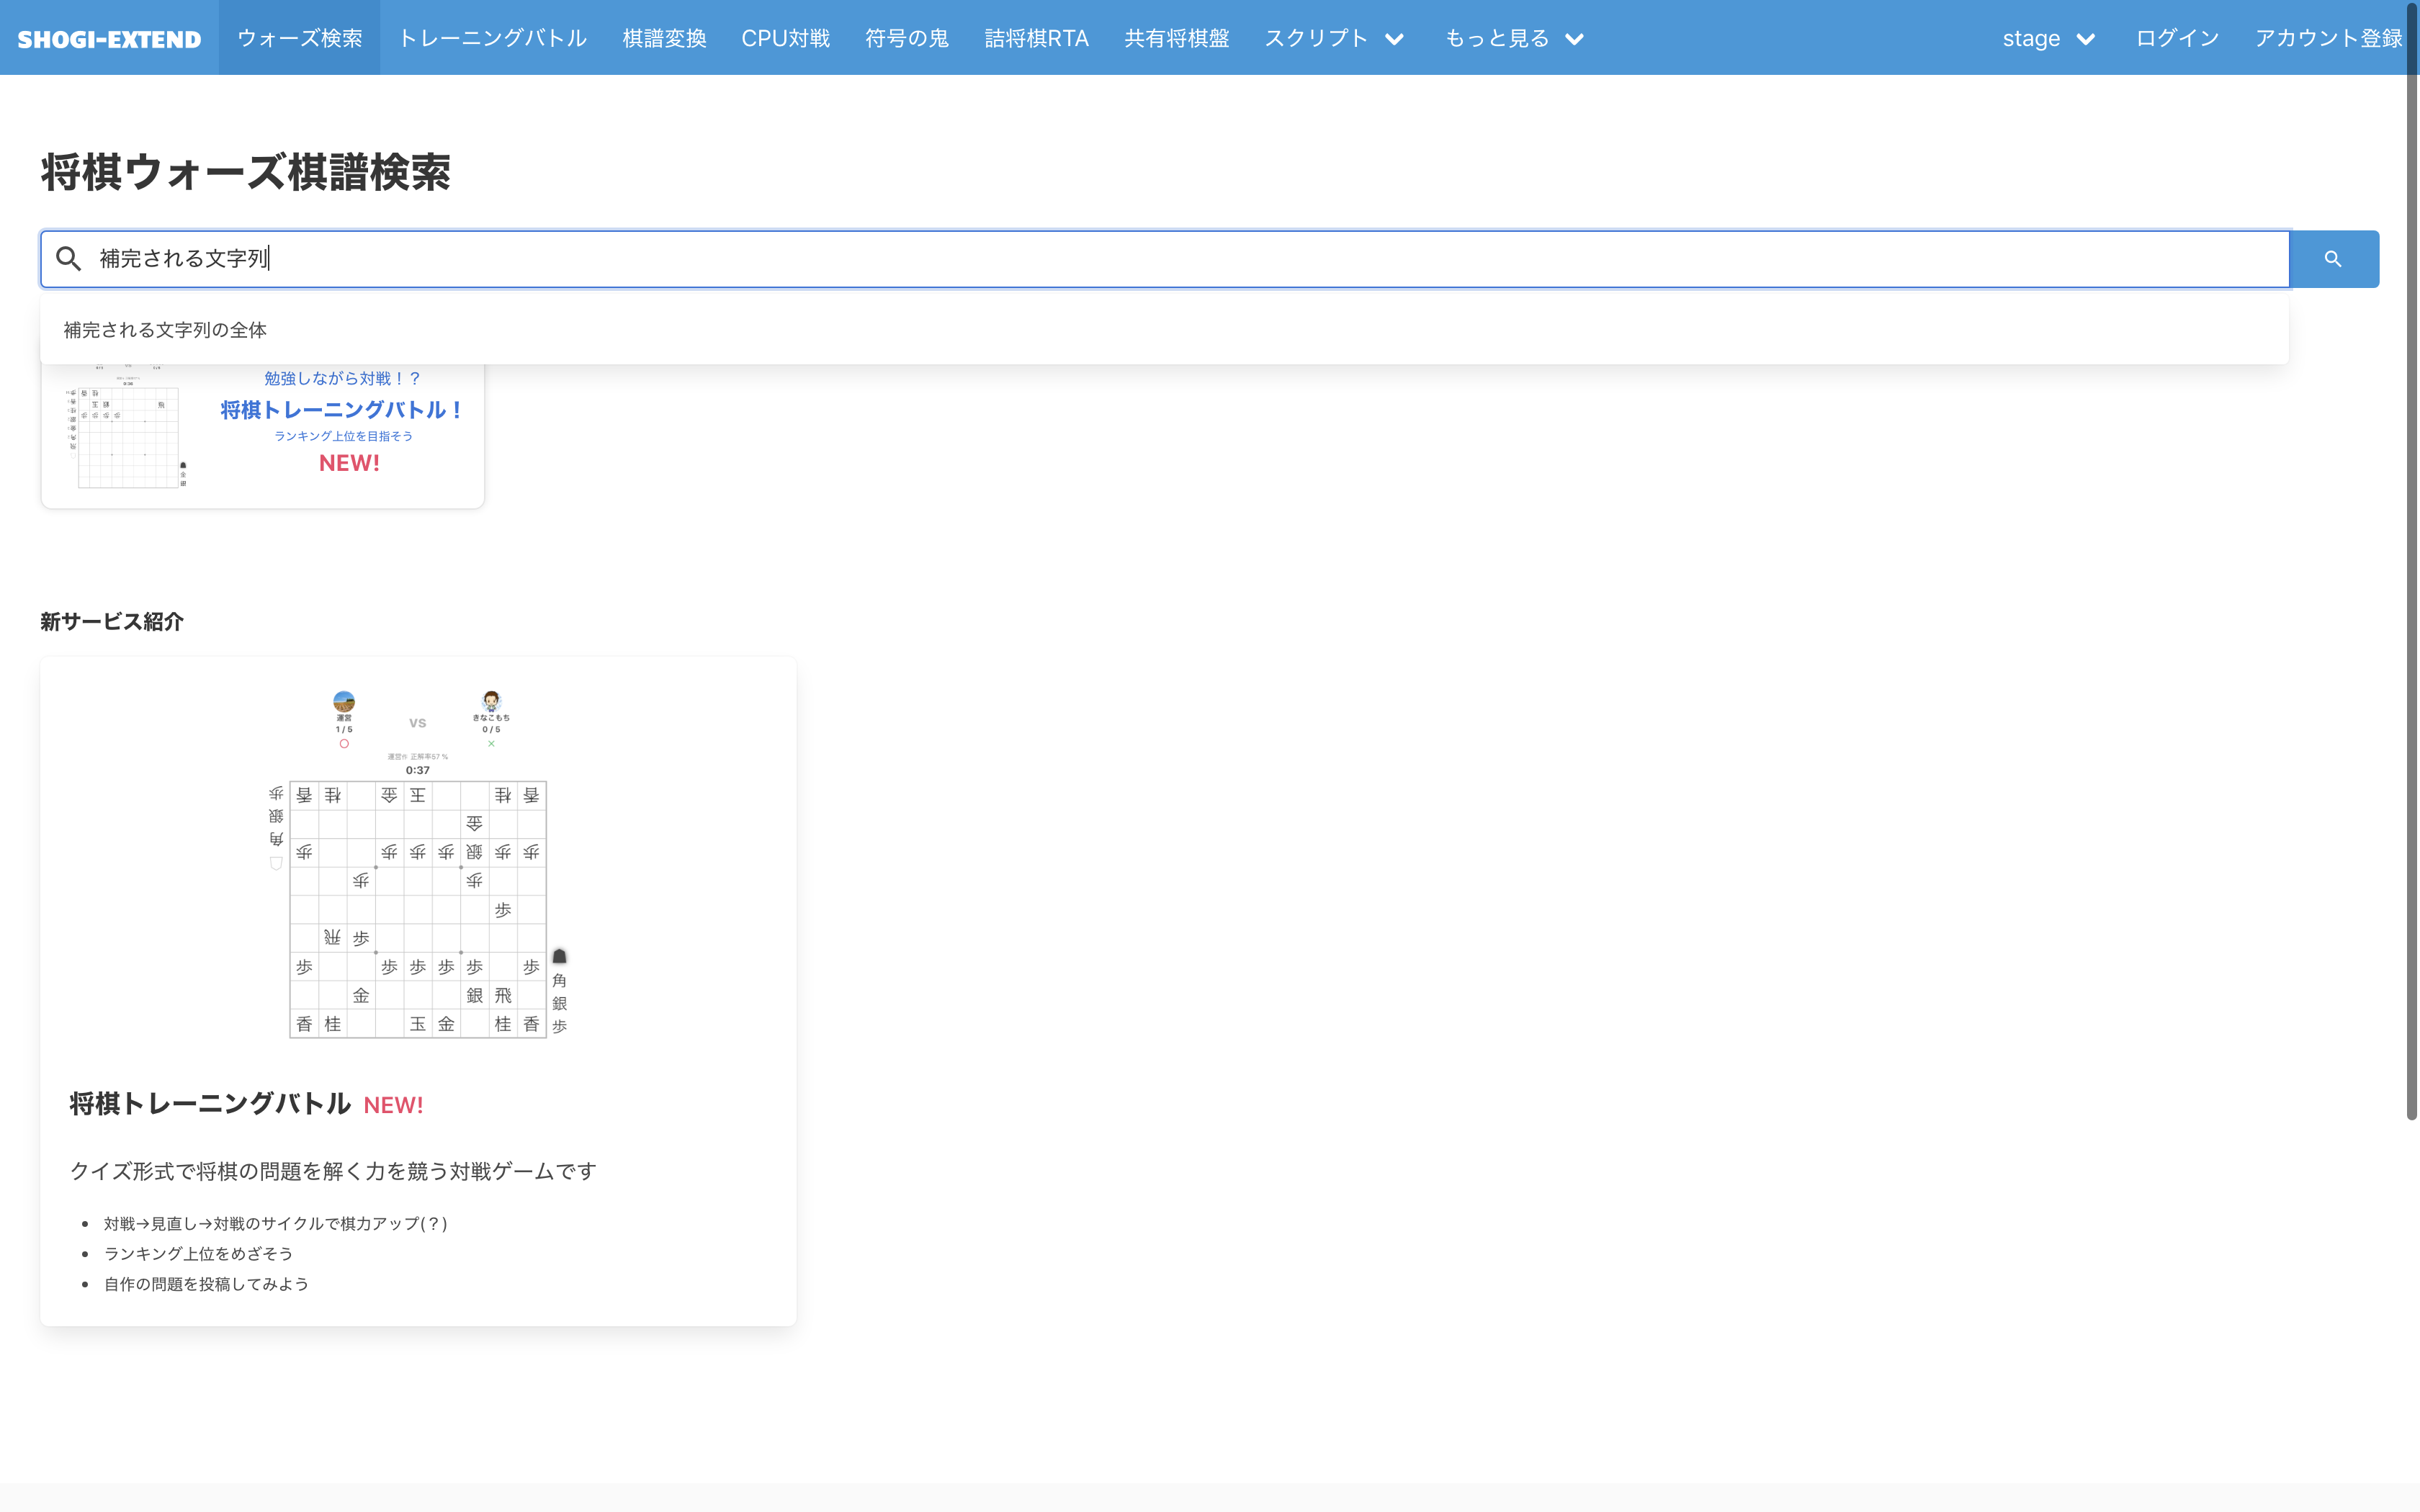 SHOGI-EXTEND ウォーズ検索 トレーニングバトル 棋譜変換 CPU対戦 符号の鬼 詰将棋RTA 共有将棋盤 スクリプト もっと見る stage ログイン アカウント登録
将棋ウォーズ棋譜検索
補完される文字列
補完される文字列の全体
勉強しながら対戦！？
将棋トレーニングバトル！
ランキング上位を目指そう
NEW!
新サービス紹介
運営 VS きなこもち
1 / 5 0 / 5
○ ×
運営作 正解率57 %
0:37
歩 銀 角
香 桂 金 王 桂 香
金
歩 歩 歩 歩 銀 歩 歩
歩 歩
歩
飛 歩
歩 歩 歩 歩 歩 歩
金 銀 飛
香 桂 玉 金 桂 香
角 銀 歩
将棋トレーニングバトル NEW!
クイズ形式で将棋の問題を解く力を競う対戦ゲームです
• 対戦→見直し→対戦のサイクルで棋力アップ(？)
• ランキング上位をめざそう
• 自作の問題を投稿してみよう